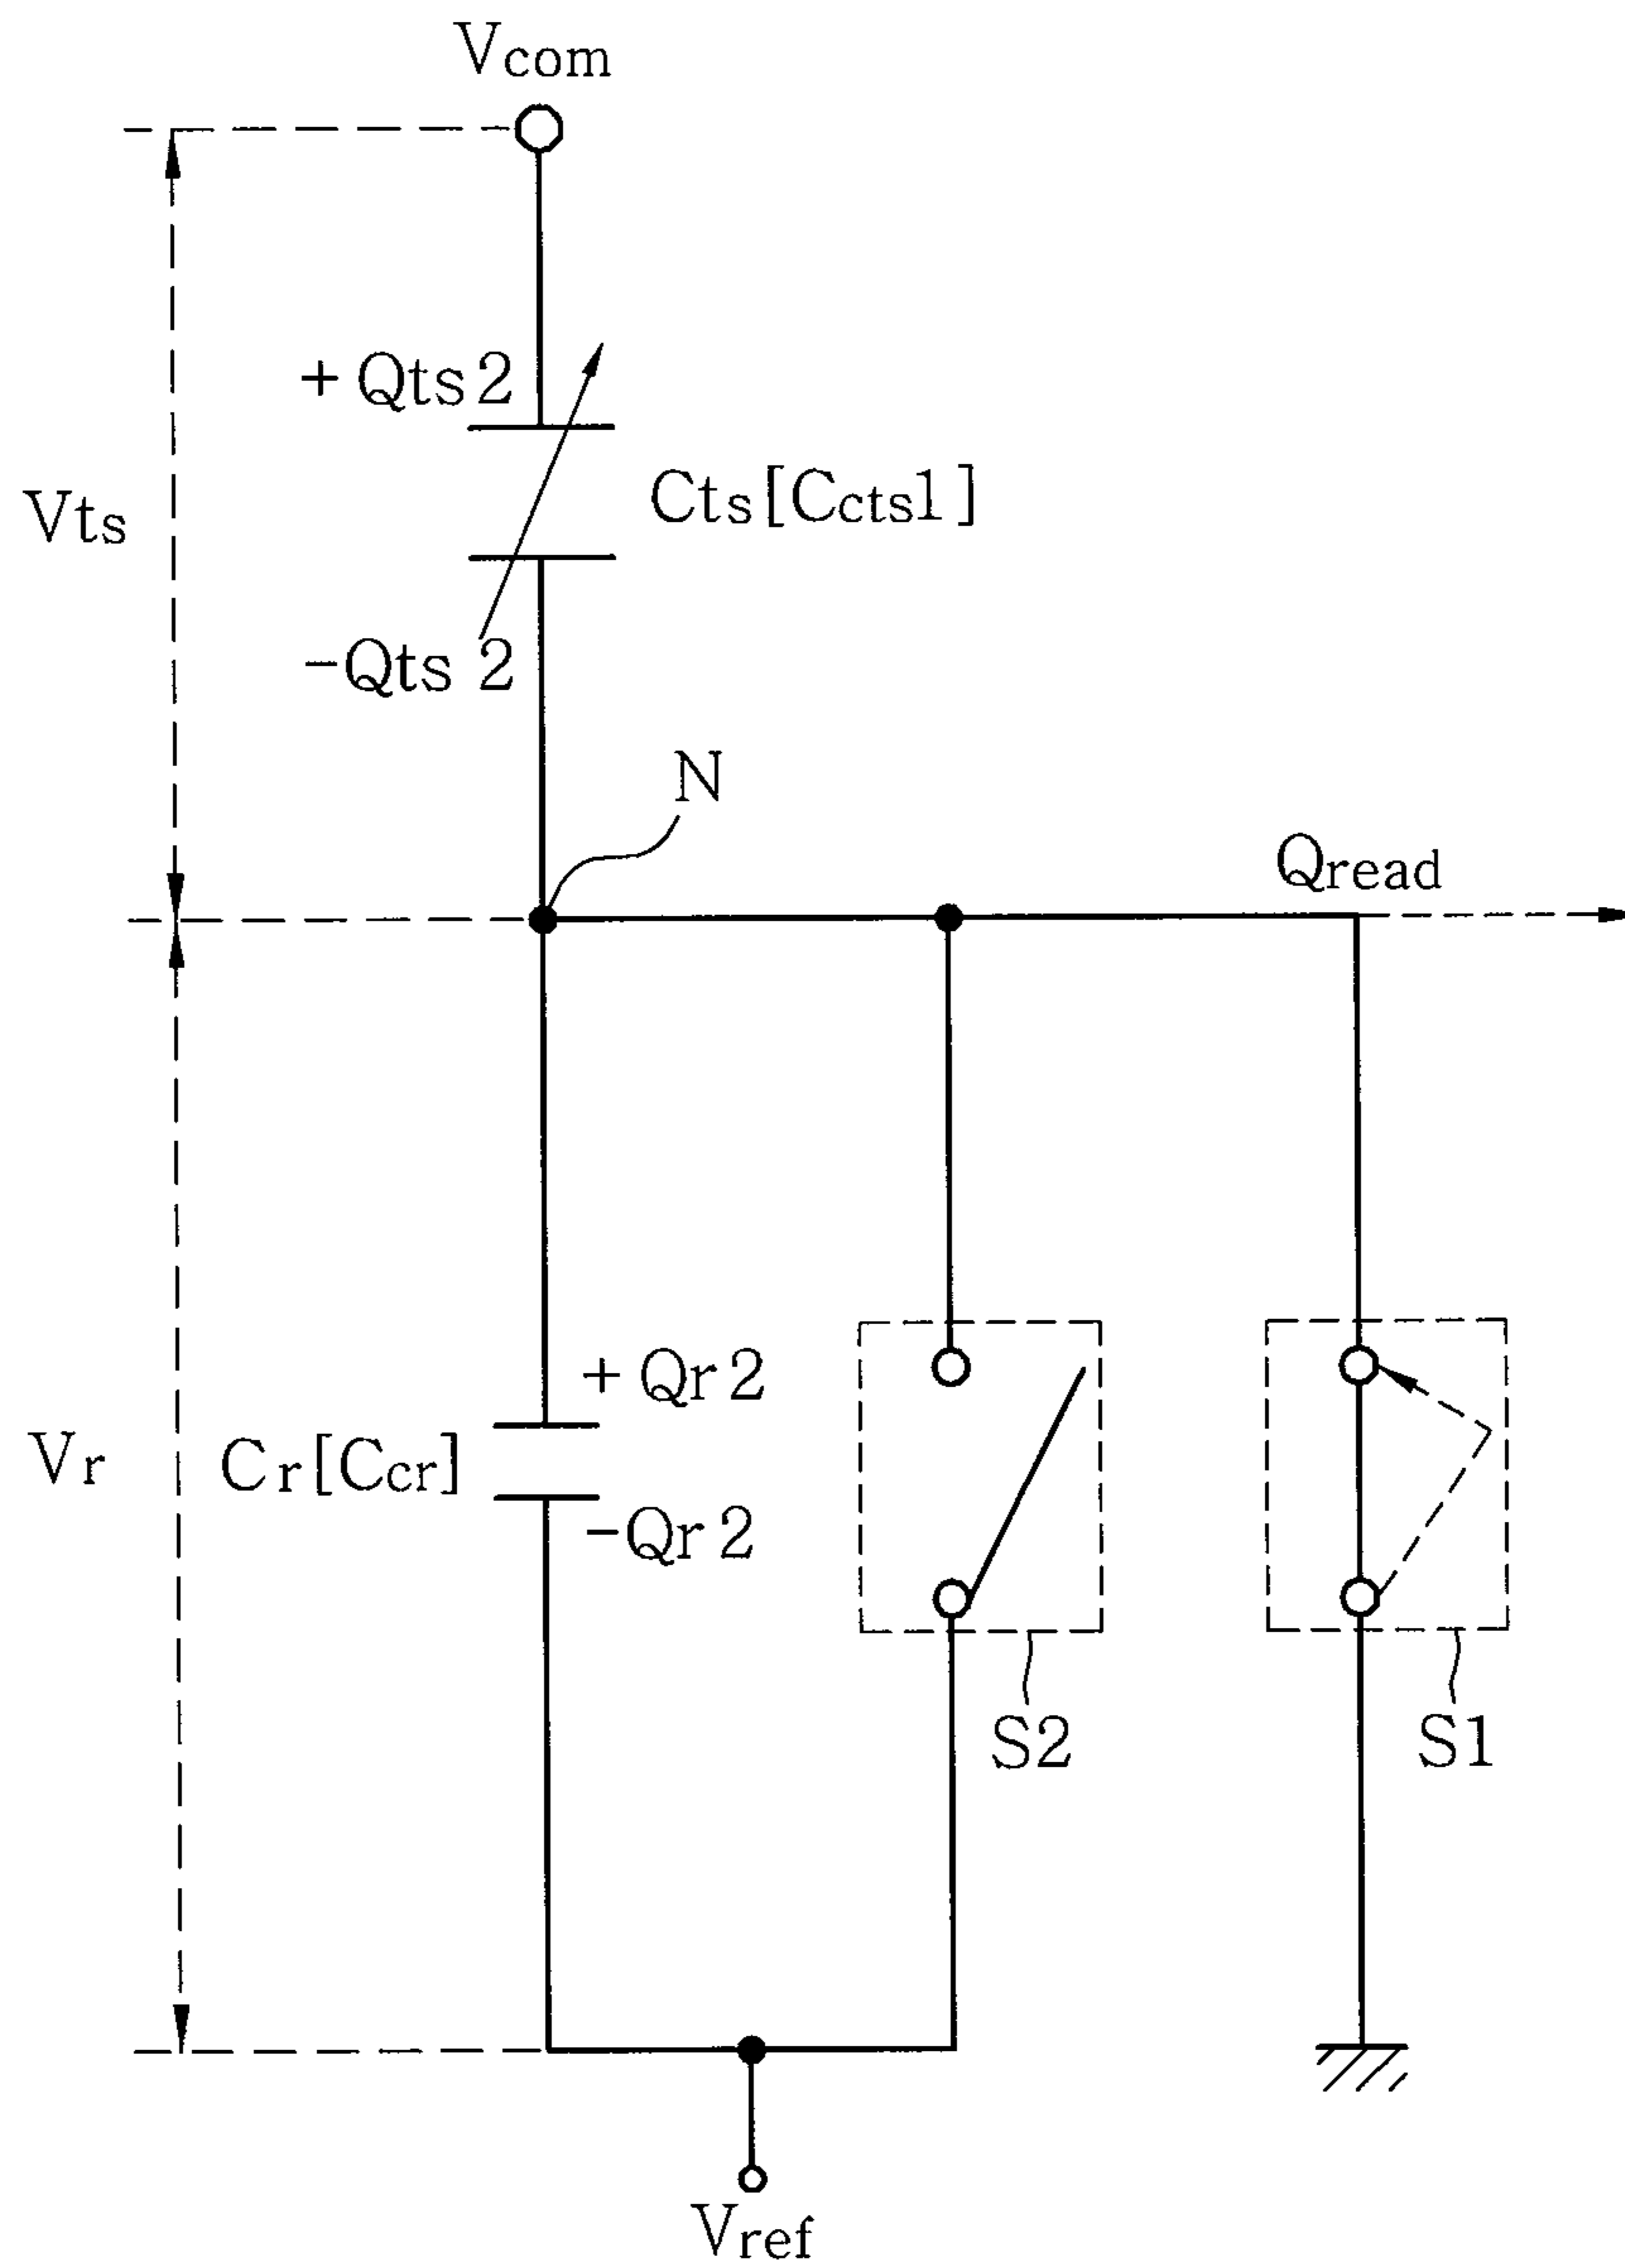 Vcom
+Qts2
Vts
Cts[Ccts1]
-Qts 2
N
Qread
+Qr2
Vr
Cr[Ccr]
-Qr2
S2
S1
Vref